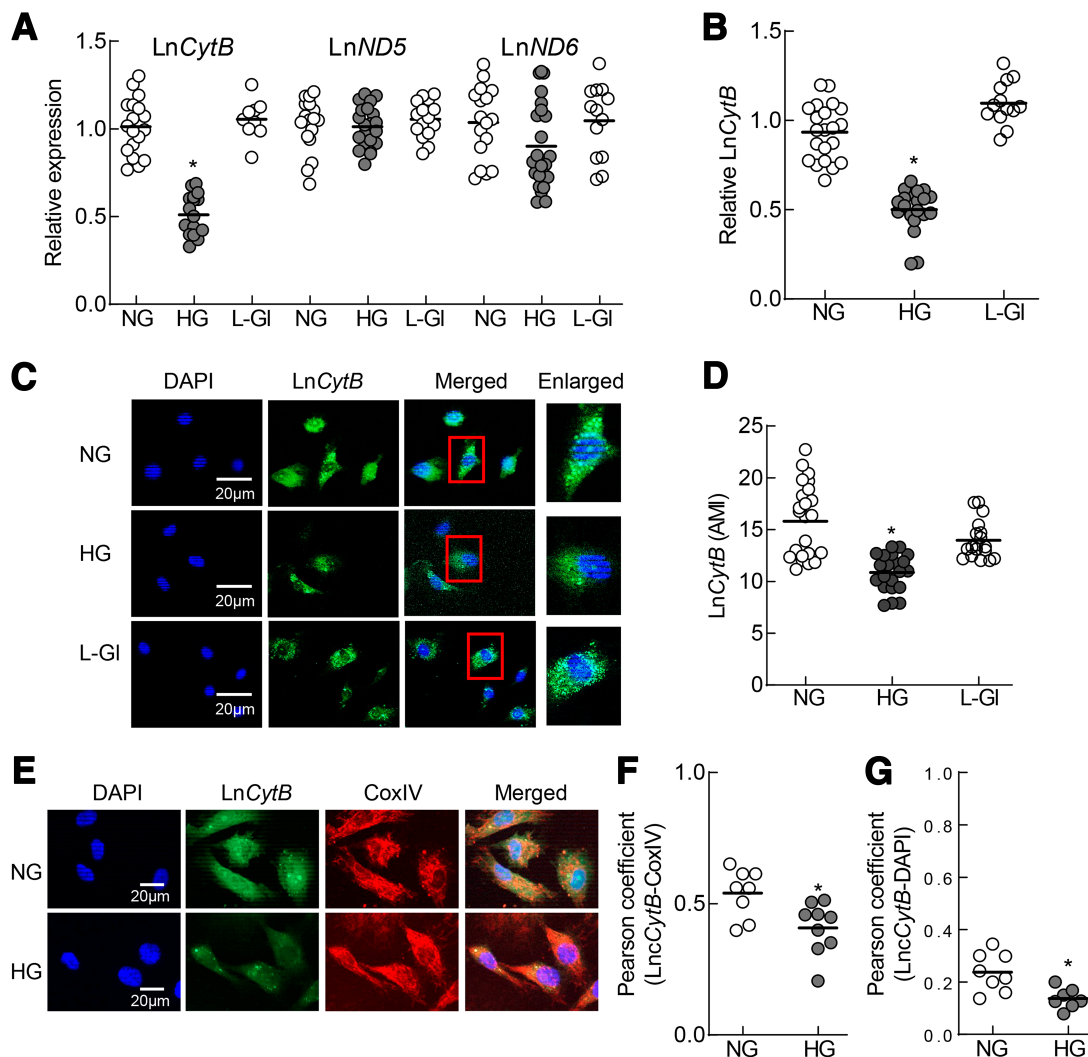 A
1.5
LnCytB
LnND5
LnND6
1.0
*
0.5
0.0
Relative expression
NG HG L-Gl NG HG L-Gl NG HG L-Gl
B
1.5
1.0
*
0.5
0.0
Relative LnCytB
NG HG L-Gl
C
DAPI LnCytB Merged Enlarged
NG
20µm
HG
20µm
L-Gl
20µm
D
25
20
15
*
10
5
0
LnCytB (AMI)
NG HG L-Gl
E
DAPI LnCytB CoxIV Merged
NG
20µm
HG
20µm
F
1.0
*
0.5
0.0
Pearson coefficient
(LncCytB-CoxIV)
NG HG
G
1.0
0.8
0.6
0.4
*
0.2
0.0
Pearson coefficient
(LncCytB-DAPI)
NG HG